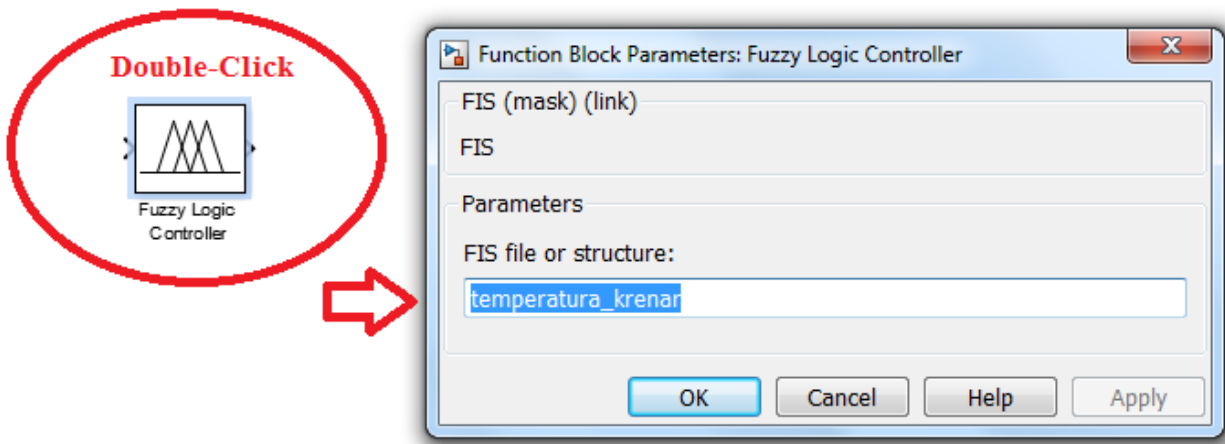 Double-Click
Fuzzy Logic
Controller
Function Block Parameters: Fuzzy Logic Controller
FIS (mask) (link)
FIS
Parameters
FIS file or structure:
temperatura_krenar
OK
Cancel
Help
Apply